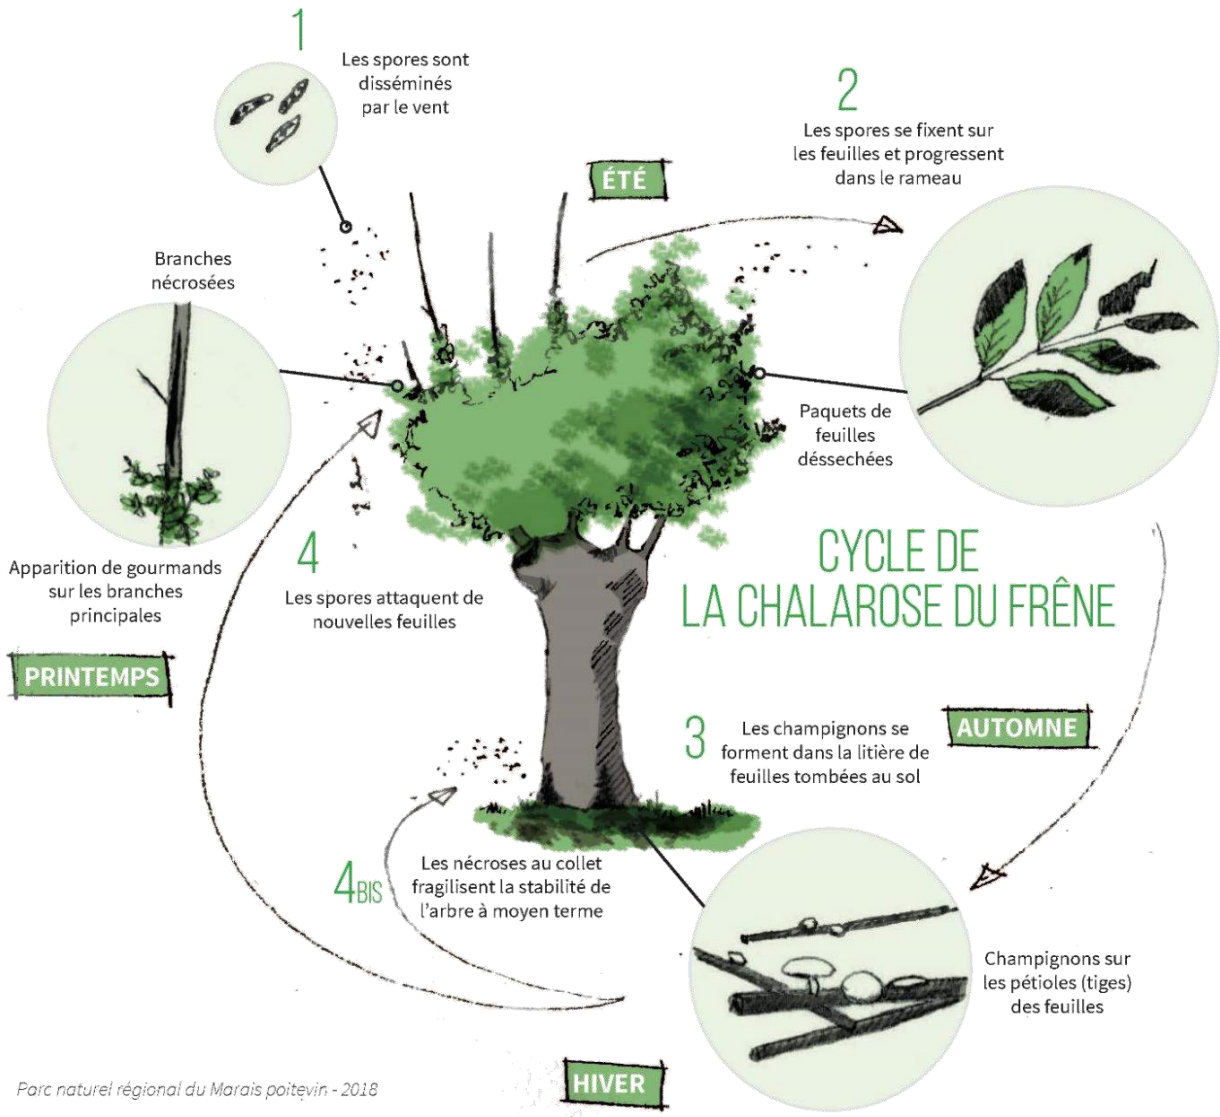 1
Les spores sont
disséminés
par le vent
ÉTÉ
2
Les spores se fixent sur
les feuilles et progressent
dans le rameau
Branches
nécrosées
Paquets de
feuilles
déssechées
Apparition de gourmands
sur les branches
principales
4
Les spores attaquent de
nouvelles feuilles
CYCLE DE
LA CHALAROSE DU FRÊNE
PRINTEMPS
AUTOMNE
3
Les champignons se
forment dans la litière de
feuilles tombées au sol
4BIS
Les nécroses au collet
fragilisent la stabilité de
l'arbre à moyen terme
Champignons sur
les pétioles (tiges)
des feuilles
HIVER
Parc naturel régional du Marais poitevin - 2018